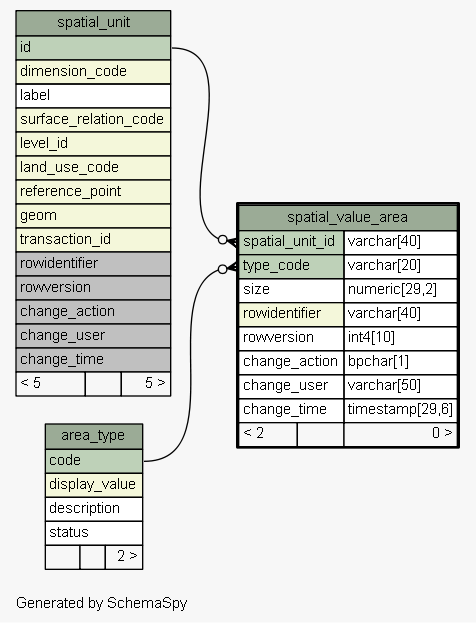 spatial_unit
id
dimension_code
label
surface_relation_code
level_id
land_use_code
reference_point
geom
transaction_id
rowidentifier
rowversion
change_action
change_user
change_time
< 5 5 >
spatial_value_area
spatial_unit_id varchar[40]
type_code varchar[20]
size numeric[29,2]
rowidentifier varchar[40]
rowversion int4[10]
change_action bpchar[1]
change_user varchar[50]
change_time timestamp[29,6]
< 2 0 >
area_type
code
display_value
description
status
2 >
Generated by SchemaSpy